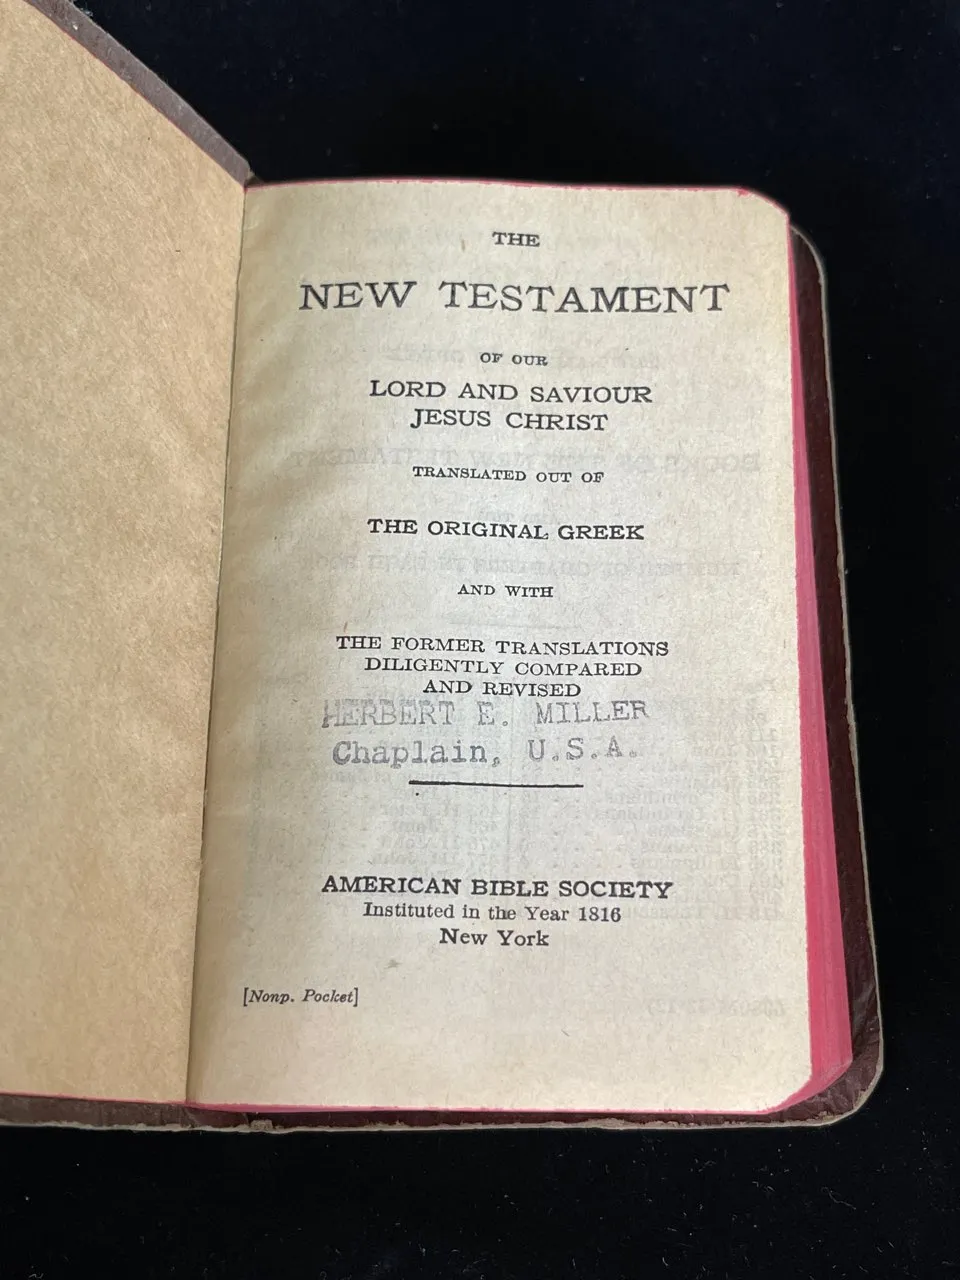 THE
NEW TESTAMENT
OF OUR
LORD AND SAVIOUR
JESUS CHRIST
TRANSLATED OUT OF
THE ORIGINAL GREEK
AND WITH
THE FORMER TRANSLATIONS
DILIGENTLY COMPARED
AND REVISED
HERBERT E. MILLER
Chaplain, U.S.A.
AMERICAN BIBLE SOCIETY
Instituted in the Year 1816
New York
[Nonp. Pocket]